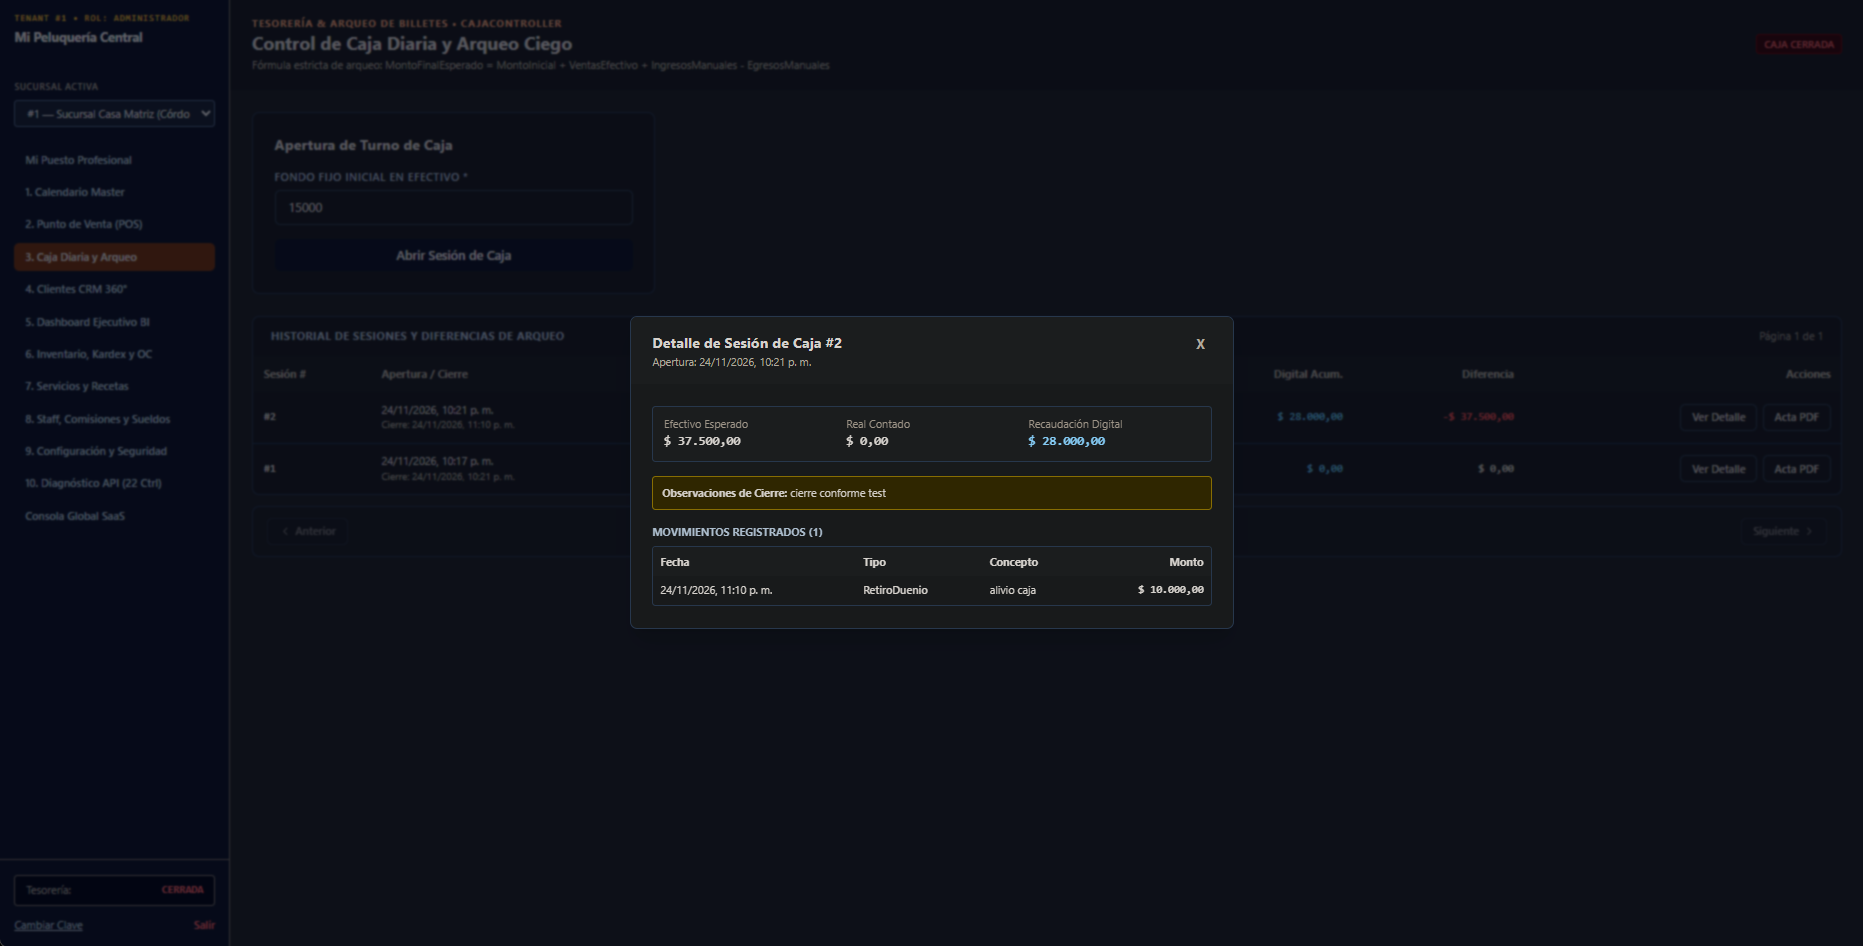 TENANT #1 • ROL: ADMINISTRADOR
Mi Peluquería Central
SUCURSAL ACTIVA
#1 — Sucursal Casa Matriz (Córdo
Mi Puesto Profesional
1. Calendario Master
2. Punto de Venta (POS)
3. Caja Diaria y Arqueo
4. Clientes CRM 360°
5. Dashboard Ejecutivo BI
6. Inventario, Kardex y OC
7. Servicios y Recetas
8. Staff, Comisiones y Sueldos
9. Configuración y Seguridad
10. Diagnóstico API (22 Ctrl)
Consola Global SaaS
Tesorería: CERRADA
Cambiar Clave Salir
TESORERÍA & ARQUEO DE BILLETES • CAJACONTROLLER
Control de Caja Diaria y Arqueo Ciego
Fórmula estricta de arqueo: MontoFinalEsperado = MontoInicial + VentasEfectivo + IngresosManuales - EgresosManuales
CAJA CERRADA
Apertura de Turno de Caja
FONDO FIJO INICIAL EN EFECTIVO *
15000
Abrir Sesión de Caja
HISTORIAL DE SESIONES Y DIFERENCIAS DE ARQUEO Página 1 de 1
Sesión # Apertura / Cierre Digital Acum. Diferencia Acciones
#2 24/11/2026, 10:21 p. m. $ 28.000,00 -$ 37.500,00 Ver Detalle Acta PDF
Cierre: 24/11/2026, 11:10 p. m.
#1 24/11/2026, 10:17 p. m. $ 0,00 $ 0,00 Ver Detalle Acta PDF
Cierre: 24/11/2026, 10:21 p. m.
< Anterior Siguiente >
Detalle de Sesión de Caja #2 X
Apertura: 24/11/2026, 10:21 p. m.
Efectivo Esperado Real Contado Recaudación Digital
$ 37.500,00 $ 0,00 $ 28.000,00
Observaciones de Cierre: cierre conforme test
MOVIMIENTOS REGISTRADOS (1)
Fecha Tipo Concepto Monto
24/11/2026, 11:10 p. m. RetiroDuenio alivio caja $ 10.000,00